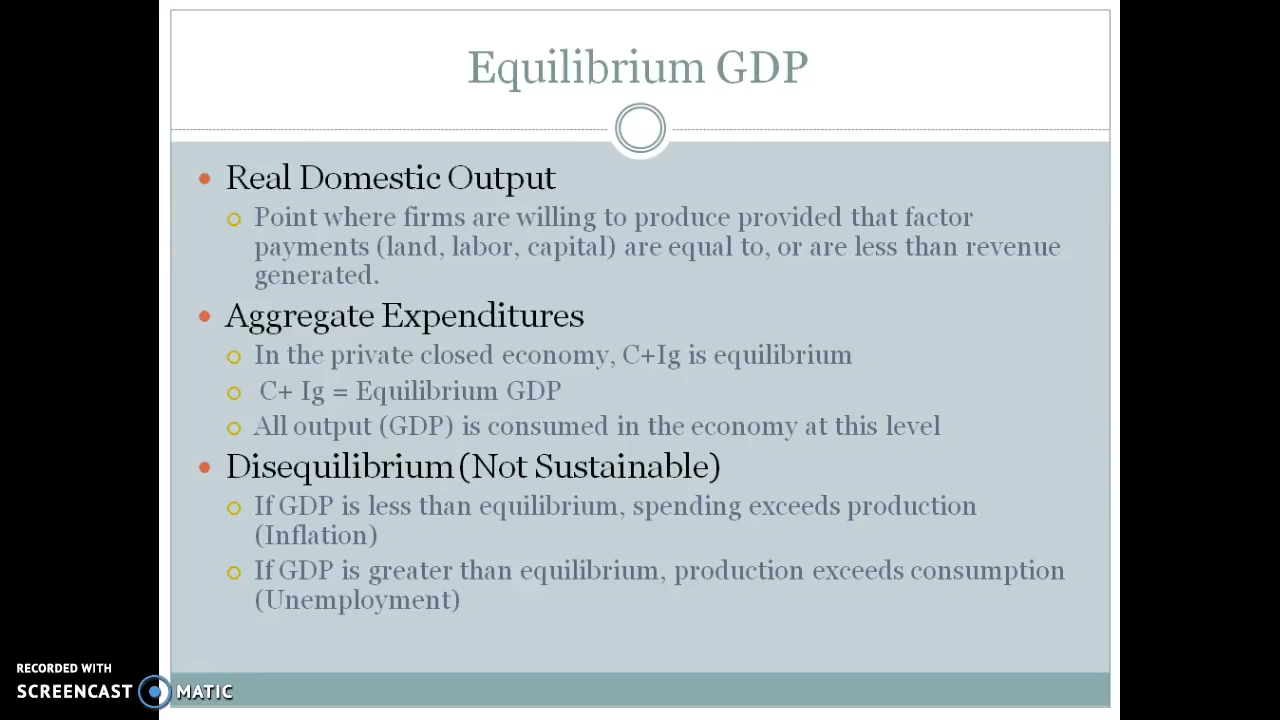 Equilibrium GDP
Real Domestic Output
Point where firms are willing to produce provided that factor
payments (land, labor, capital) are equal to, or are less than revenue
generated.
Aggregate Expenditures
In the private closed economy, C+Ig is equilibrium
C+ Ig = Equilibrium GDP
All output (GDP) is consumed in the economy at this level
Disequilibrium (Not Sustainable)
If GDP is less than equilibrium, spending exceeds production
(Inflation)
If GDP is greater than equilibrium, production exceeds consumption
(Unemployment)
RECORDED WITH
SCREENCAST MATIC